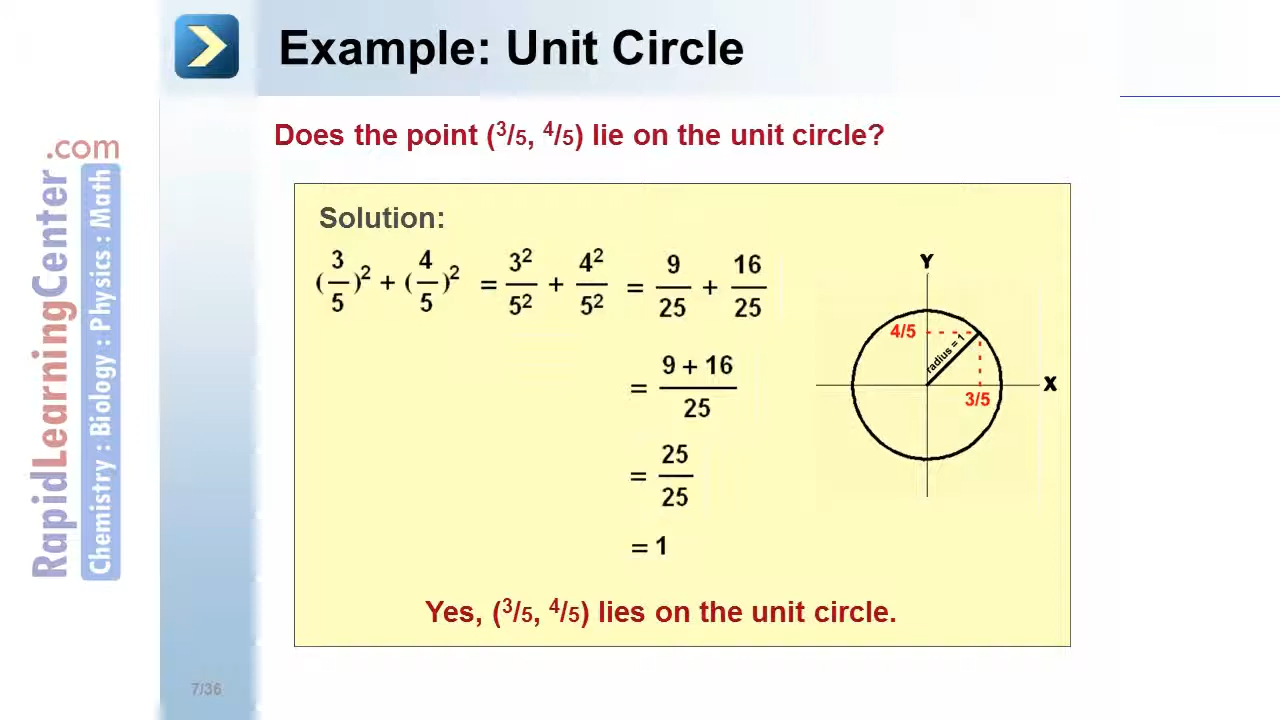 Example: Unit Circle
Does the point (3/5, 4/5) lie on the unit circle?
Solution:
(3/5)² + (4/5)² = 3²/5² + 4²/5² = 9/25 + 16/25
= 9 + 16/25
= 25/25
= 1
Y
4/5
radius = 1
X
3/5
Yes, (3/5, 4/5) lies on the unit circle.
RapidLearningCenter.com
Chemistry : Biology : Physics : Math
7/36